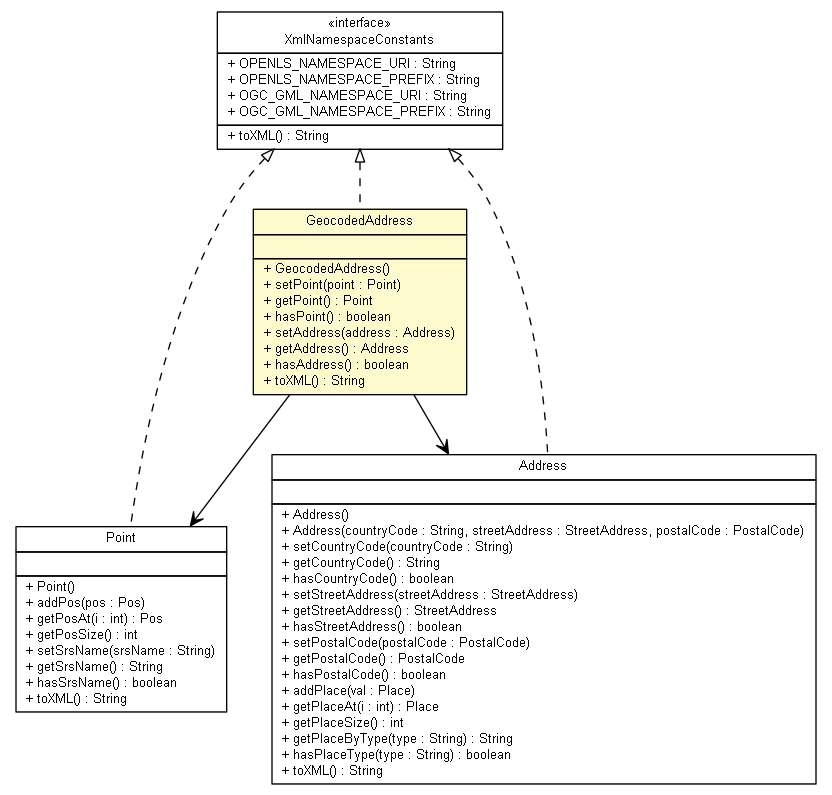 «interface»
XmlNamespaceConstants
+ OPENLS_NAMESPACE_URI : String
+ OPENLS_NAMESPACE_PREFIX : String
+ OGC_GML_NAMESPACE_URI : String
+ OGC_GML_NAMESPACE_PREFIX : String
+ toXML() : String
GeocodedAddress
+ GeocodedAddress()
+ setPoint(point : Point)
+ getPoint() : Point
+ hasPoint() : boolean
+ setAddress(address : Address)
+ getAddress() : Address
+ hasAddress() : boolean
+ toXML() : String
Point
+ Point()
+ addPos(pos : Pos)
+ getPosAt(i : int) : Pos
+ getPosSize() : int
+ setSrsName(srsName : String)
+ getSrsName() : String
+ hasSrsName() : boolean
+ toXML() : String
Address
+ Address()
+ Address(countryCode : String, streetAddress : StreetAddress, postalCode : PostalCode)
+ setCountryCode(countryCode : String)
+ getCountryCode() : String
+ hasCountryCode() : boolean
+ setStreetAddress(streetAddress : StreetAddress)
+ getStreetAddress() : StreetAddress
+ hasStreetAddress() : boolean
+ setPostalCode(postalCode : PostalCode)
+ getPostalCode() : PostalCode
+ hasPostalCode() : boolean
+ addPlace(val : Place)
+ getPlaceAt(i : int) : Place
+ getPlaceSize() : int
+ getPlaceByType(type : String) : String
+ hasPlaceType(type : String) : boolean
+ toXML() : String